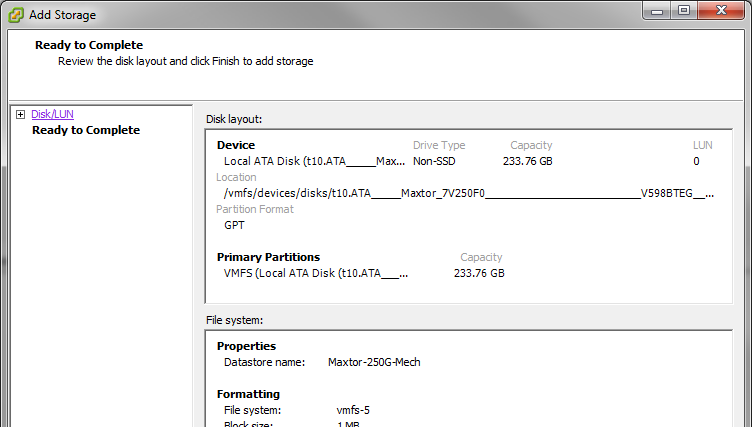 Add Storage
Ready to Complete
Review the disk layout and click Finish to add storage
Disk/LUN
Ready to Complete
Disk layout:
Device Drive Type Capacity LUN
Local ATA Disk (t10.ATA_____Max... Non-SSD 233.76 GB 0
Location
/vmfs/devices/disks/t10.ATA_____Maxtor_7V250F0__________________________V598BTEG__...
Partition Format
GPT
Primary Partitions Capacity
VMFS (Local ATA Disk (t10.ATA___... 233.76 GB
File system:
Properties
Datastore name: Maxtor-250G-Mech
Formatting
File system: vmfs-5
Block size: 1 MB